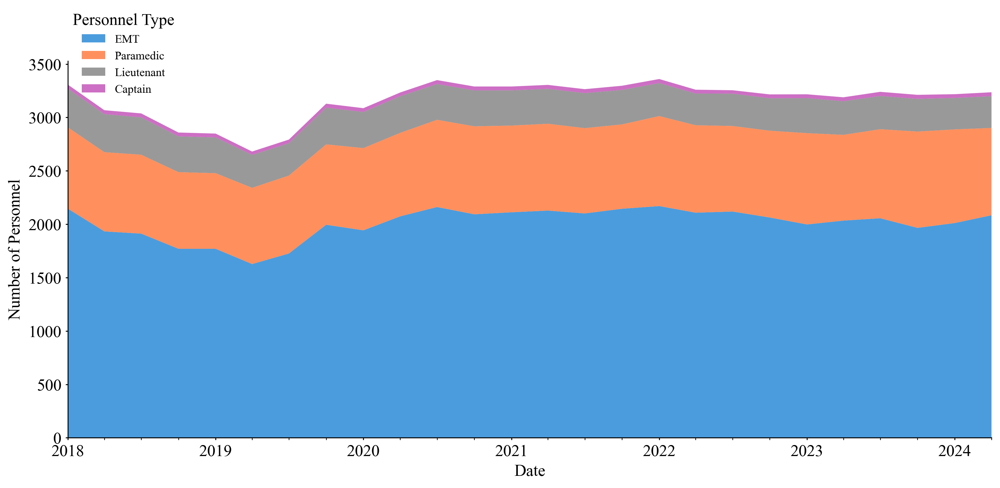 Personnel Type
EMT
Paramedic
Lieutenant
Captain
3500
3000
2500
2000
1500
1000
500
0
Number of Personnel
2018 2019 2020 2021 2022 2023 2024
Date